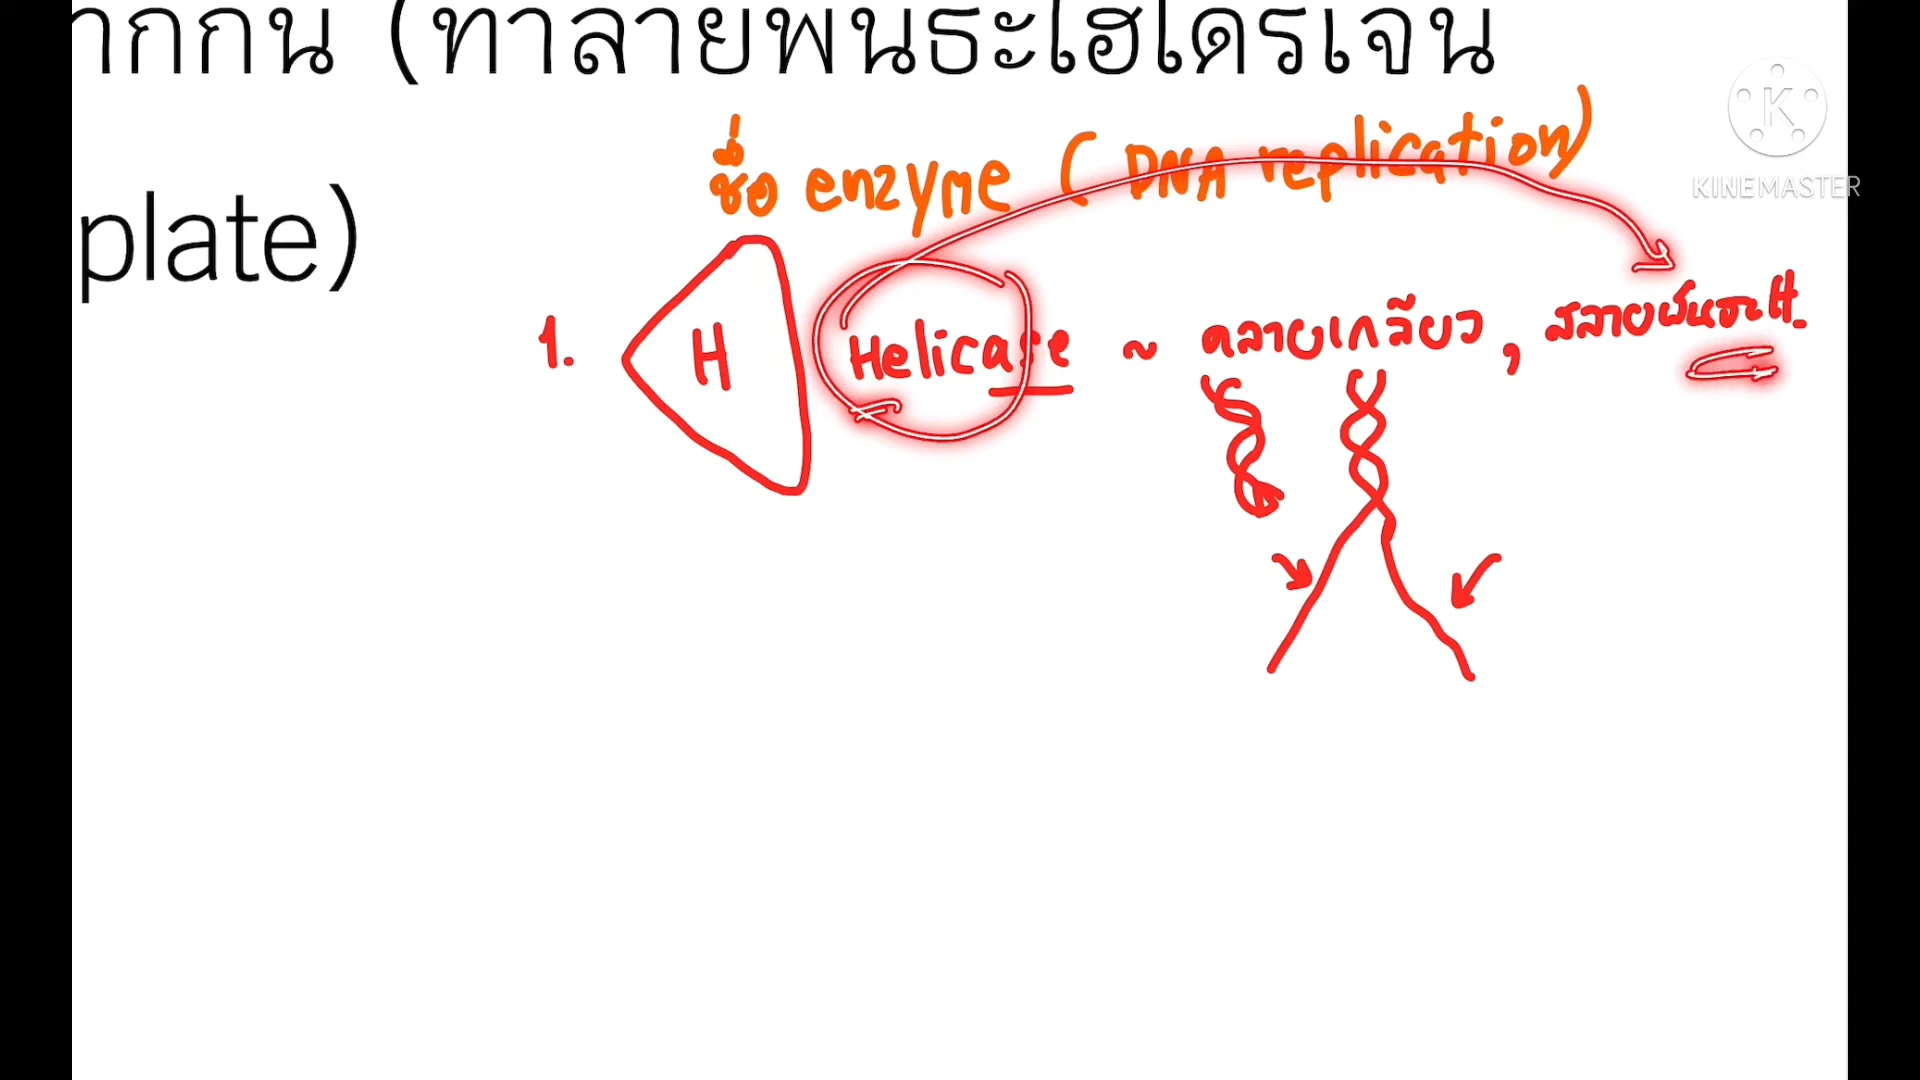 ากกัน (ทำลายพันธะไฮโดรเจน
KINEMASTER
plate)
ชื่อ enzyme ( DNA replication)
1. H Helicase ~ คลายเกลียว, สลายพันธะ H.